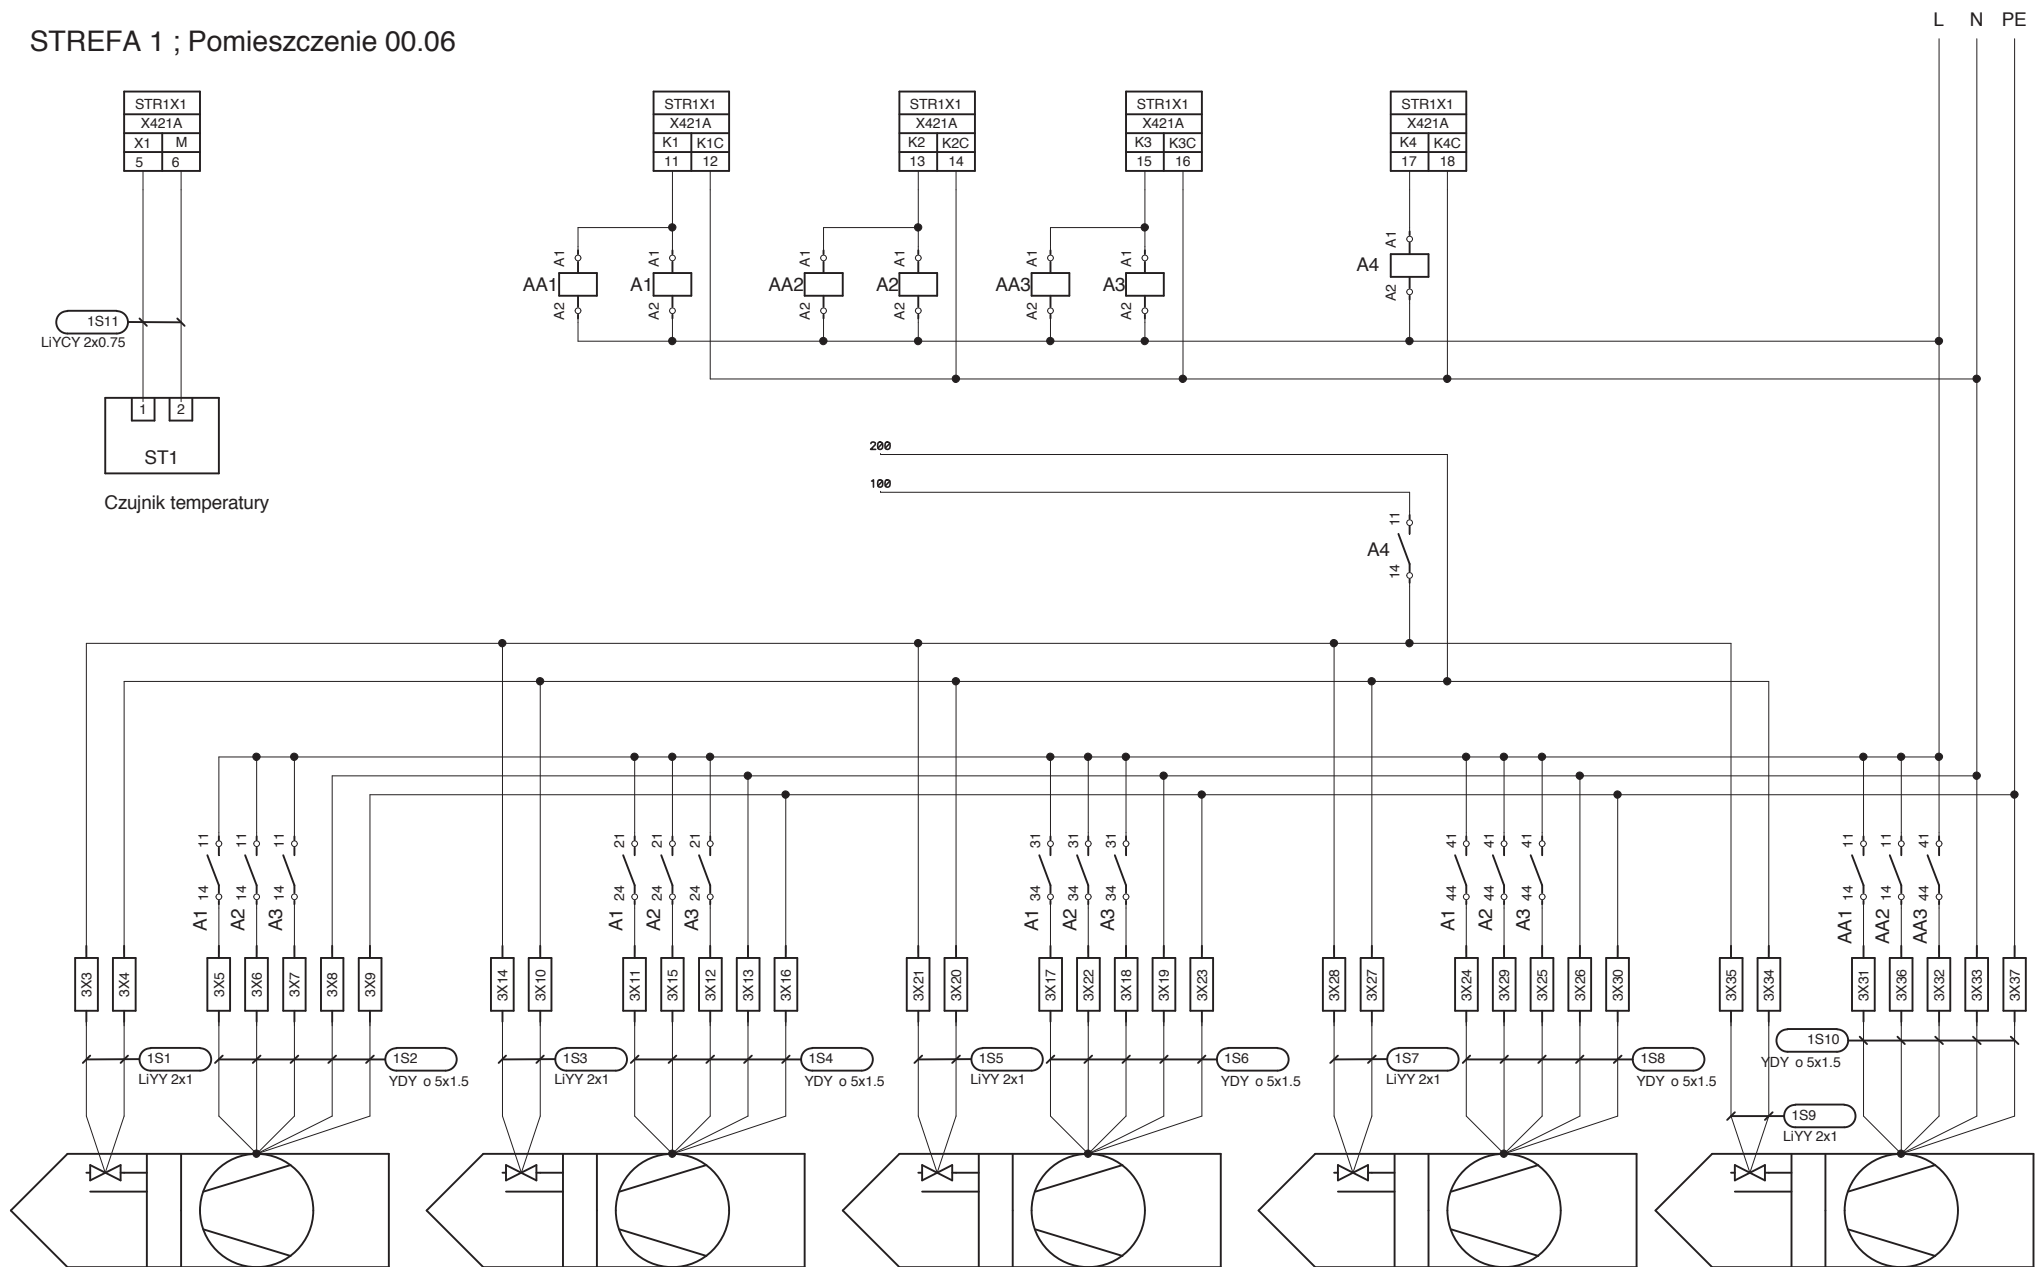 L N PE
STREFA 1 ; Pomieszczenie 00.06
STR1X1 STR1X1 STR1X1 STR1X1 STR1X1
X421A X421A X421A X421A X421A
X1 M K1 K1C K2 K2C K3 K3C K4 K4C
5 6 11 12 13 14 15 16 17 18
A1
A1 A1 A1 A1 A1 A1
A4
AA1 A1 AA2 A2 AA3 A3
A2
A2 A2 A2 A2 A2 A2
1S11
LiYCY 2x0.75
1 2
200
ST1
100
Czujnik temperatury
11
A4
14
11 11 11 21 21 21 31 31 31 41 41 41 11 11 41
14 14 14 24 24 24 34 34 34 44 44 44 14 14 44
A1 A2 A3 A1 A2 A3 A1 A2 A3 A1 A2 A3 AA1 AA2 AA3
3X3 3X4 3X5 3X6 3X7 3X8 3X9 3X14 3X10 3X11 3X15 3X12 3X13 3X16 3X21 3X20 3X17 3X22 3X18 3X19 3X23 3X28 3X27 3X24 3X29 3X25 3X26 3X30 3X35 3X34 3X31 3X36 3X32 3X33 3X37
1S10
YDY o 5x1.5
1S1 1S2 1S3 1S4 1S5 1S6 1S7 1S8
LiYY 2x1 YDY o 5x1.5 LiYY 2x1 YDY o 5x1.5 LiYY 2x1 YDY o 5x1.5 LiYY 2x1 YDY o 5x1.5
1S9
LiYY 2x1